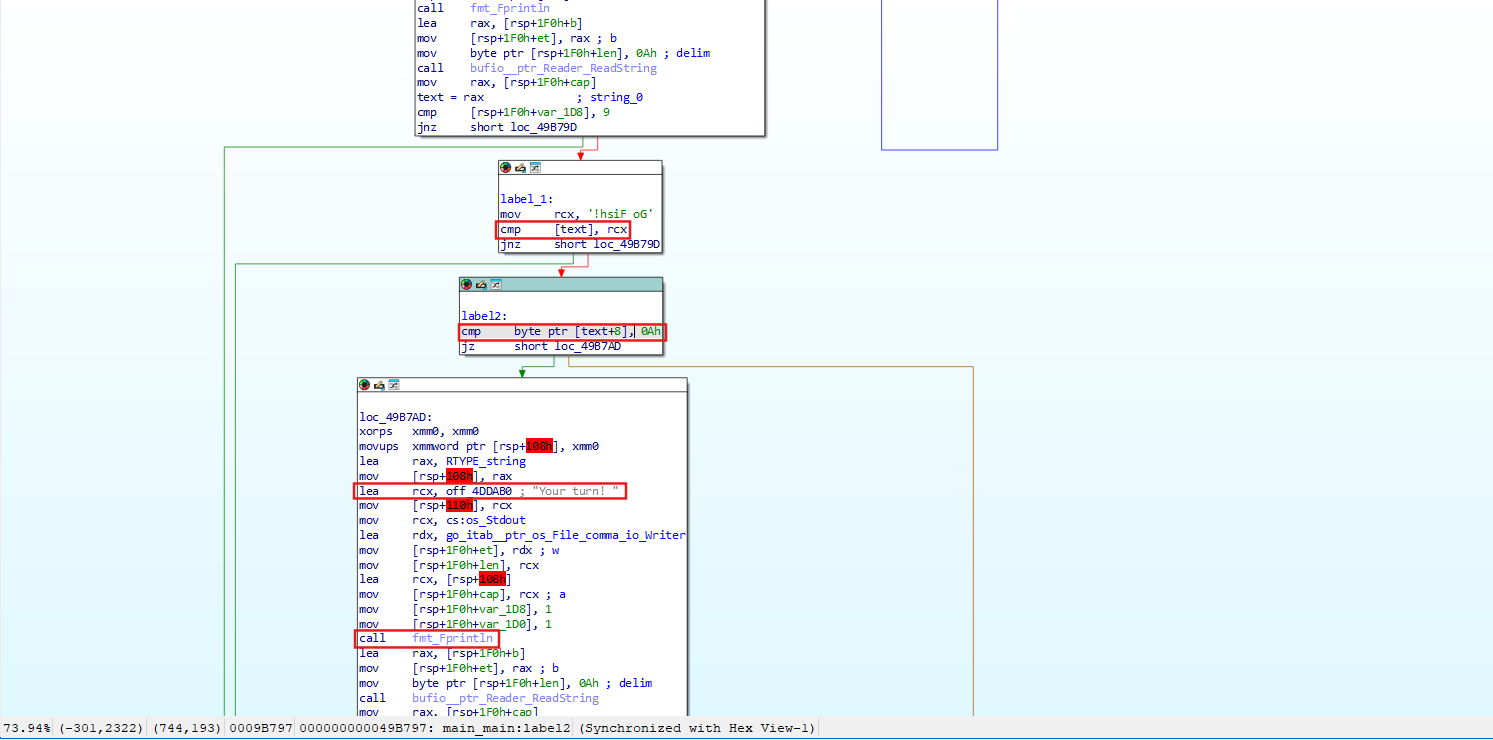 call fmt_Fprintln
lea rax, [rsp+1F0h+b]
mov [rsp+1F0h+et], rax ; b
mov byte ptr [rsp+1F0h+len], 0Ah ; delim
call bufio__ptr_Reader_ReadString
mov rax, [rsp+1F0h+cap]
text = rax ; string_0
cmp [rsp+1F0h+var_1D8], 9
jnz short loc_49B79D
label_1:
mov rcx, '!hsiF oG'
cmp [text], rcx
jnz short loc_49B79D
label2:
cmp byte ptr [text+8], 0Ah
jz short loc_49B7AD
loc_49B7AD:
xorps xmm0, xmm0
movups xmmword ptr [rsp+108h], xmm0
lea rax, RTYPE_string
mov [rsp+108h], rax
lea rcx, off_4DDAB0 ; "Your turn! "
mov [rsp+110h], rcx
mov rcx, cs:os_Stdout
lea rdx, go_itab__ptr_os_File_comma_io_Writer
mov [rsp+1F0h+et], rdx ; w
mov [rsp+1F0h+len], rcx
lea rcx, [rsp+108h]
mov [rsp+1F0h+cap], rcx ; a
mov [rsp+1F0h+var_1D8], 1
mov [rsp+1F0h+var_1D0], 1
call fmt_Fprintln
lea rax, [rsp+1F0h+b]
mov [rsp+1F0h+et], rax ; b
mov byte ptr [rsp+1F0h+len], 0Ah ; delim
call bufio__ptr_Reader_ReadString
mov rax, [rsp+1F0h+cap]
73.94% (-301,2322) (744,193) 0009B797 000000000049B797: main_main:label2 (Synchronized with Hex View-1)